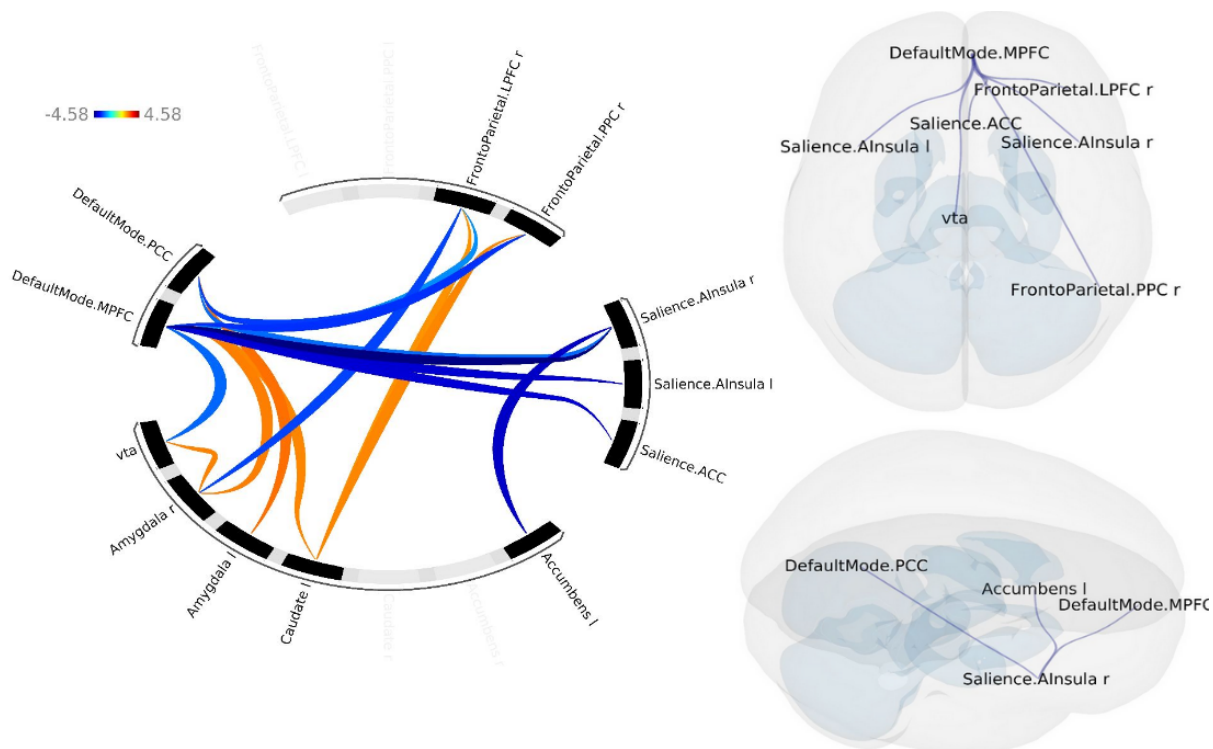 -4.58 4.58
FrontoParietal.LPFC l
FrontoParietal.PPC l
FrontoParietal.LPFC r
FrontoParietal.PPC r
DefaultMode.PCC
DefaultMode.MPFC
Salience.AInsula r
Salience.AInsula l
Salience.ACC
vta
Amygdala r
Amygdala l
Caudate l
Caudate r
Accumbens r
Accumbens l
DefaultMode.MPFC
FrontoParietal.LPFC r
Salience.ACC
Salience.AInsula l
Salience.AInsula r
vta
FrontoParietal.PPC r
DefaultMode.PCC
Accumbens l
DefaultMode.MPFC
Salience.AInsula r